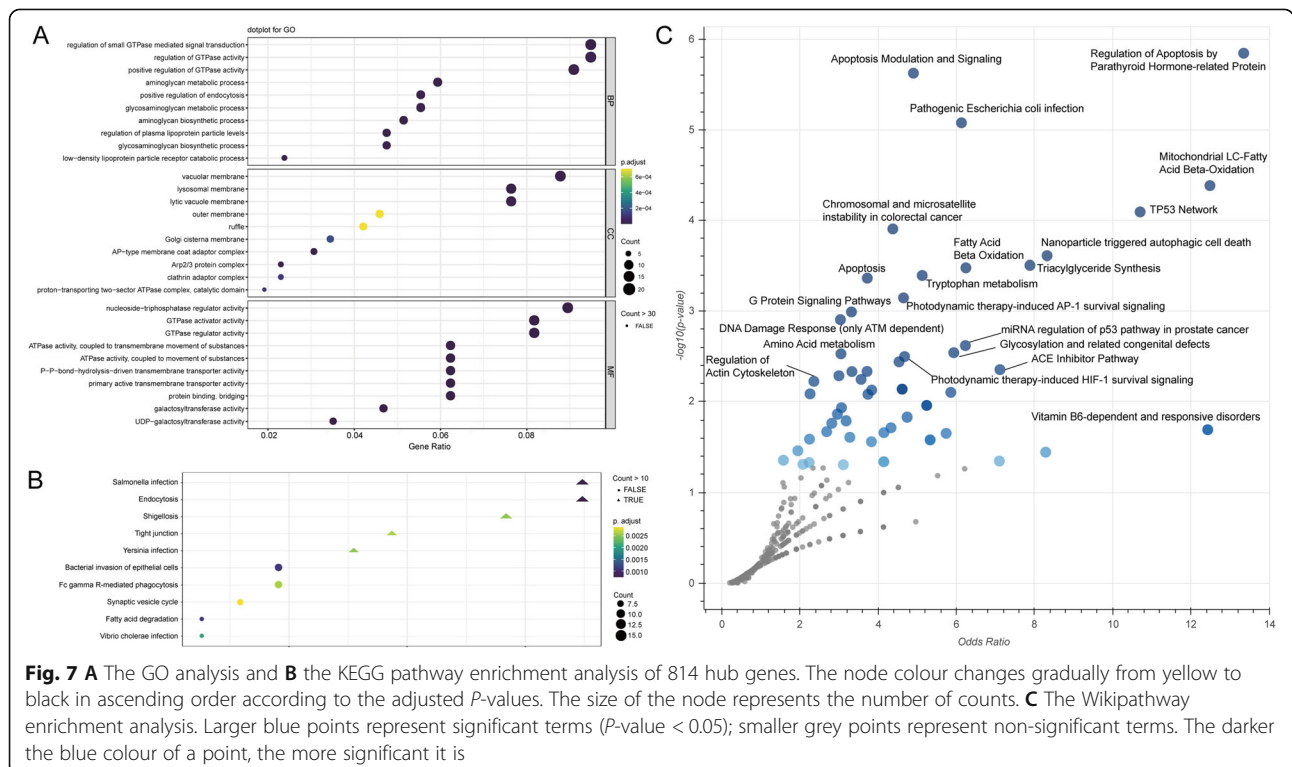 A
dotplot for GO
regulation of small GTPase mediated signal transduction
regulation of GTPase activity
positive regulation of GTPase activity
aminoglycan metabolic process
positive regulation of endocytosis
glycosaminoglycan metabolic process
aminoglycan biosynthetic process
regulation of plasma lipoprotein particle levels
glycosaminoglycan biosynthetic process
low-density lipoprotein particle receptor catabolic process
BP
vacuolar membrane
lysosomal membrane
lytic vacuole membrane
outer membrane
ruffle
Golgi cisterna membrane
AP-type membrane coat adaptor complex
Arp2/3 protein complex
clathrin adaptor complex
proton-transporting two-sector ATPase complex, catalytic domain
CC
nucleoside-triphosphatase regulator activity
GTPase activator activity
GTPase regulator activity
ATPase activity, coupled to transmembrane movement of substances
ATPase activity, coupled to movement of substances
P-P-bond-hydrolysis-driven transmembrane transporter activity
primary active transmembrane transporter activity
protein binding, bridging
galactosyltransferase activity
UDP-galactosyltransferase activity
MF
0.02 0.04 0.06 0.08
Gene Ratio
p.adjust
6e-04
4e-04
2e-04
Count
5
10
15
20
Count > 30
FALSE
B
Salmonella infection
Endocytosis
Shigellosis
Tight junction
Yersinia infection
Bacterial invasion of epithelial cells
Fc gamma R-mediated phagocytosis
Synaptic vesicle cycle
Fatty acid degradation
Vibrio cholerae infection
Count > 10
FALSE
TRUE
p. adjust
0.0025
0.0020
0.0015
0.0010
Count
7.5
10.0
12.5
15.0
C
6
5
4
3
2
1
0
-log10(p-value)
Regulation of Apoptosis by
Parathyroid Hormone-related Protein
Apoptosis Modulation and Signaling
Pathogenic Escherichia coli infection
Mitochondrial LC-Fatty
Acid Beta-Oxidation
TP53 Network
Chromosomal and microsatellite
instability in colorectal cancer
Fatty Acid
Beta Oxidation
Nanoparticle triggered autophagic cell death
Triacylglyceride Synthesis
Apoptosis
Tryptophan metabolism
G Protein Signaling Pathways
Photodynamic therapy-induced AP-1 survival signaling
DNA Damage Response (only ATM dependent)
miRNA regulation of p53 pathway in prostate cancer
Amino Acid metabolism
Glycosylation and related congenital defects
ACE Inhibitor Pathway
Regulation of
Actin Cytoskeleton
Photodynamic therapy-induced HIF-1 survival signaling
Vitamin B6-dependent and responsive disorders
0 2 4 6 8 10 12 14
Odds Ratio
Fig. 7 A The GO analysis and B the KEGG pathway enrichment analysis of 814 hub genes. The node colour changes gradually from yellow to
black in ascending order according to the adjusted P-values. The size of the node represents the number of counts. C The Wikipathway
enrichment analysis. Larger blue points represent significant terms (P-value < 0.05); smaller grey points represent non-significant terms. The darker
the blue colour of a point, the more significant it is